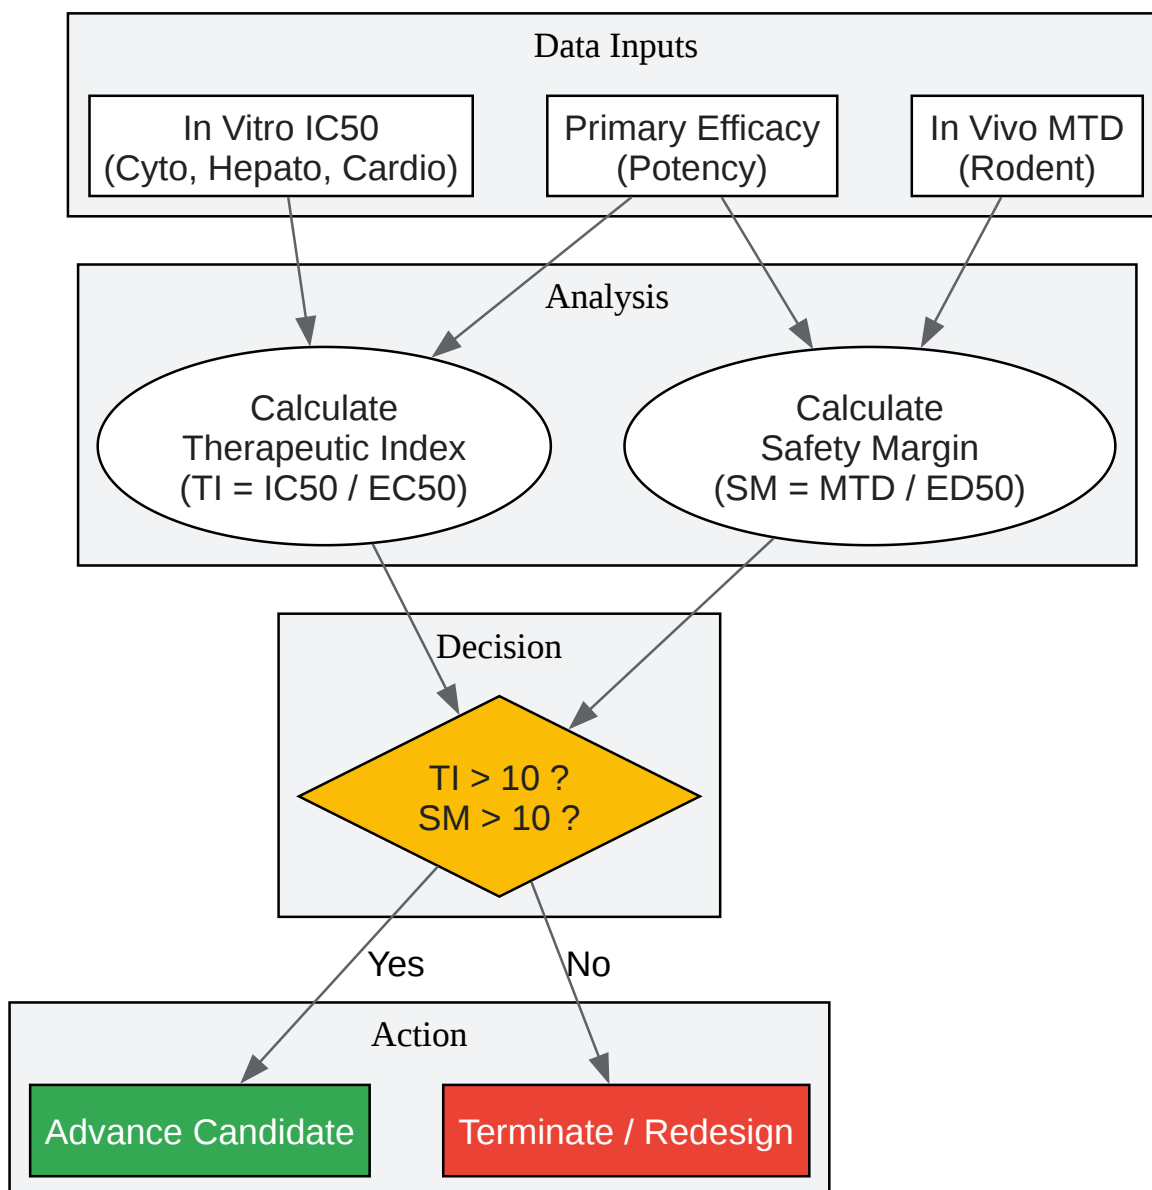 Data Inputs
In Vitro IC50
(Cyto, Hepato, Cardio)
Primary Efficacy
(Potency)
In Vivo MTD
(Rodent)
Analysis
Calculate
Therapeutic Index
(TI = IC50 / EC50)
Calculate
Safety Margin
(SM = MTD / ED50)
Decision
TI > 10 ?
SM > 10 ?
Yes
No
Action
Advance Candidate
Terminate / Redesign